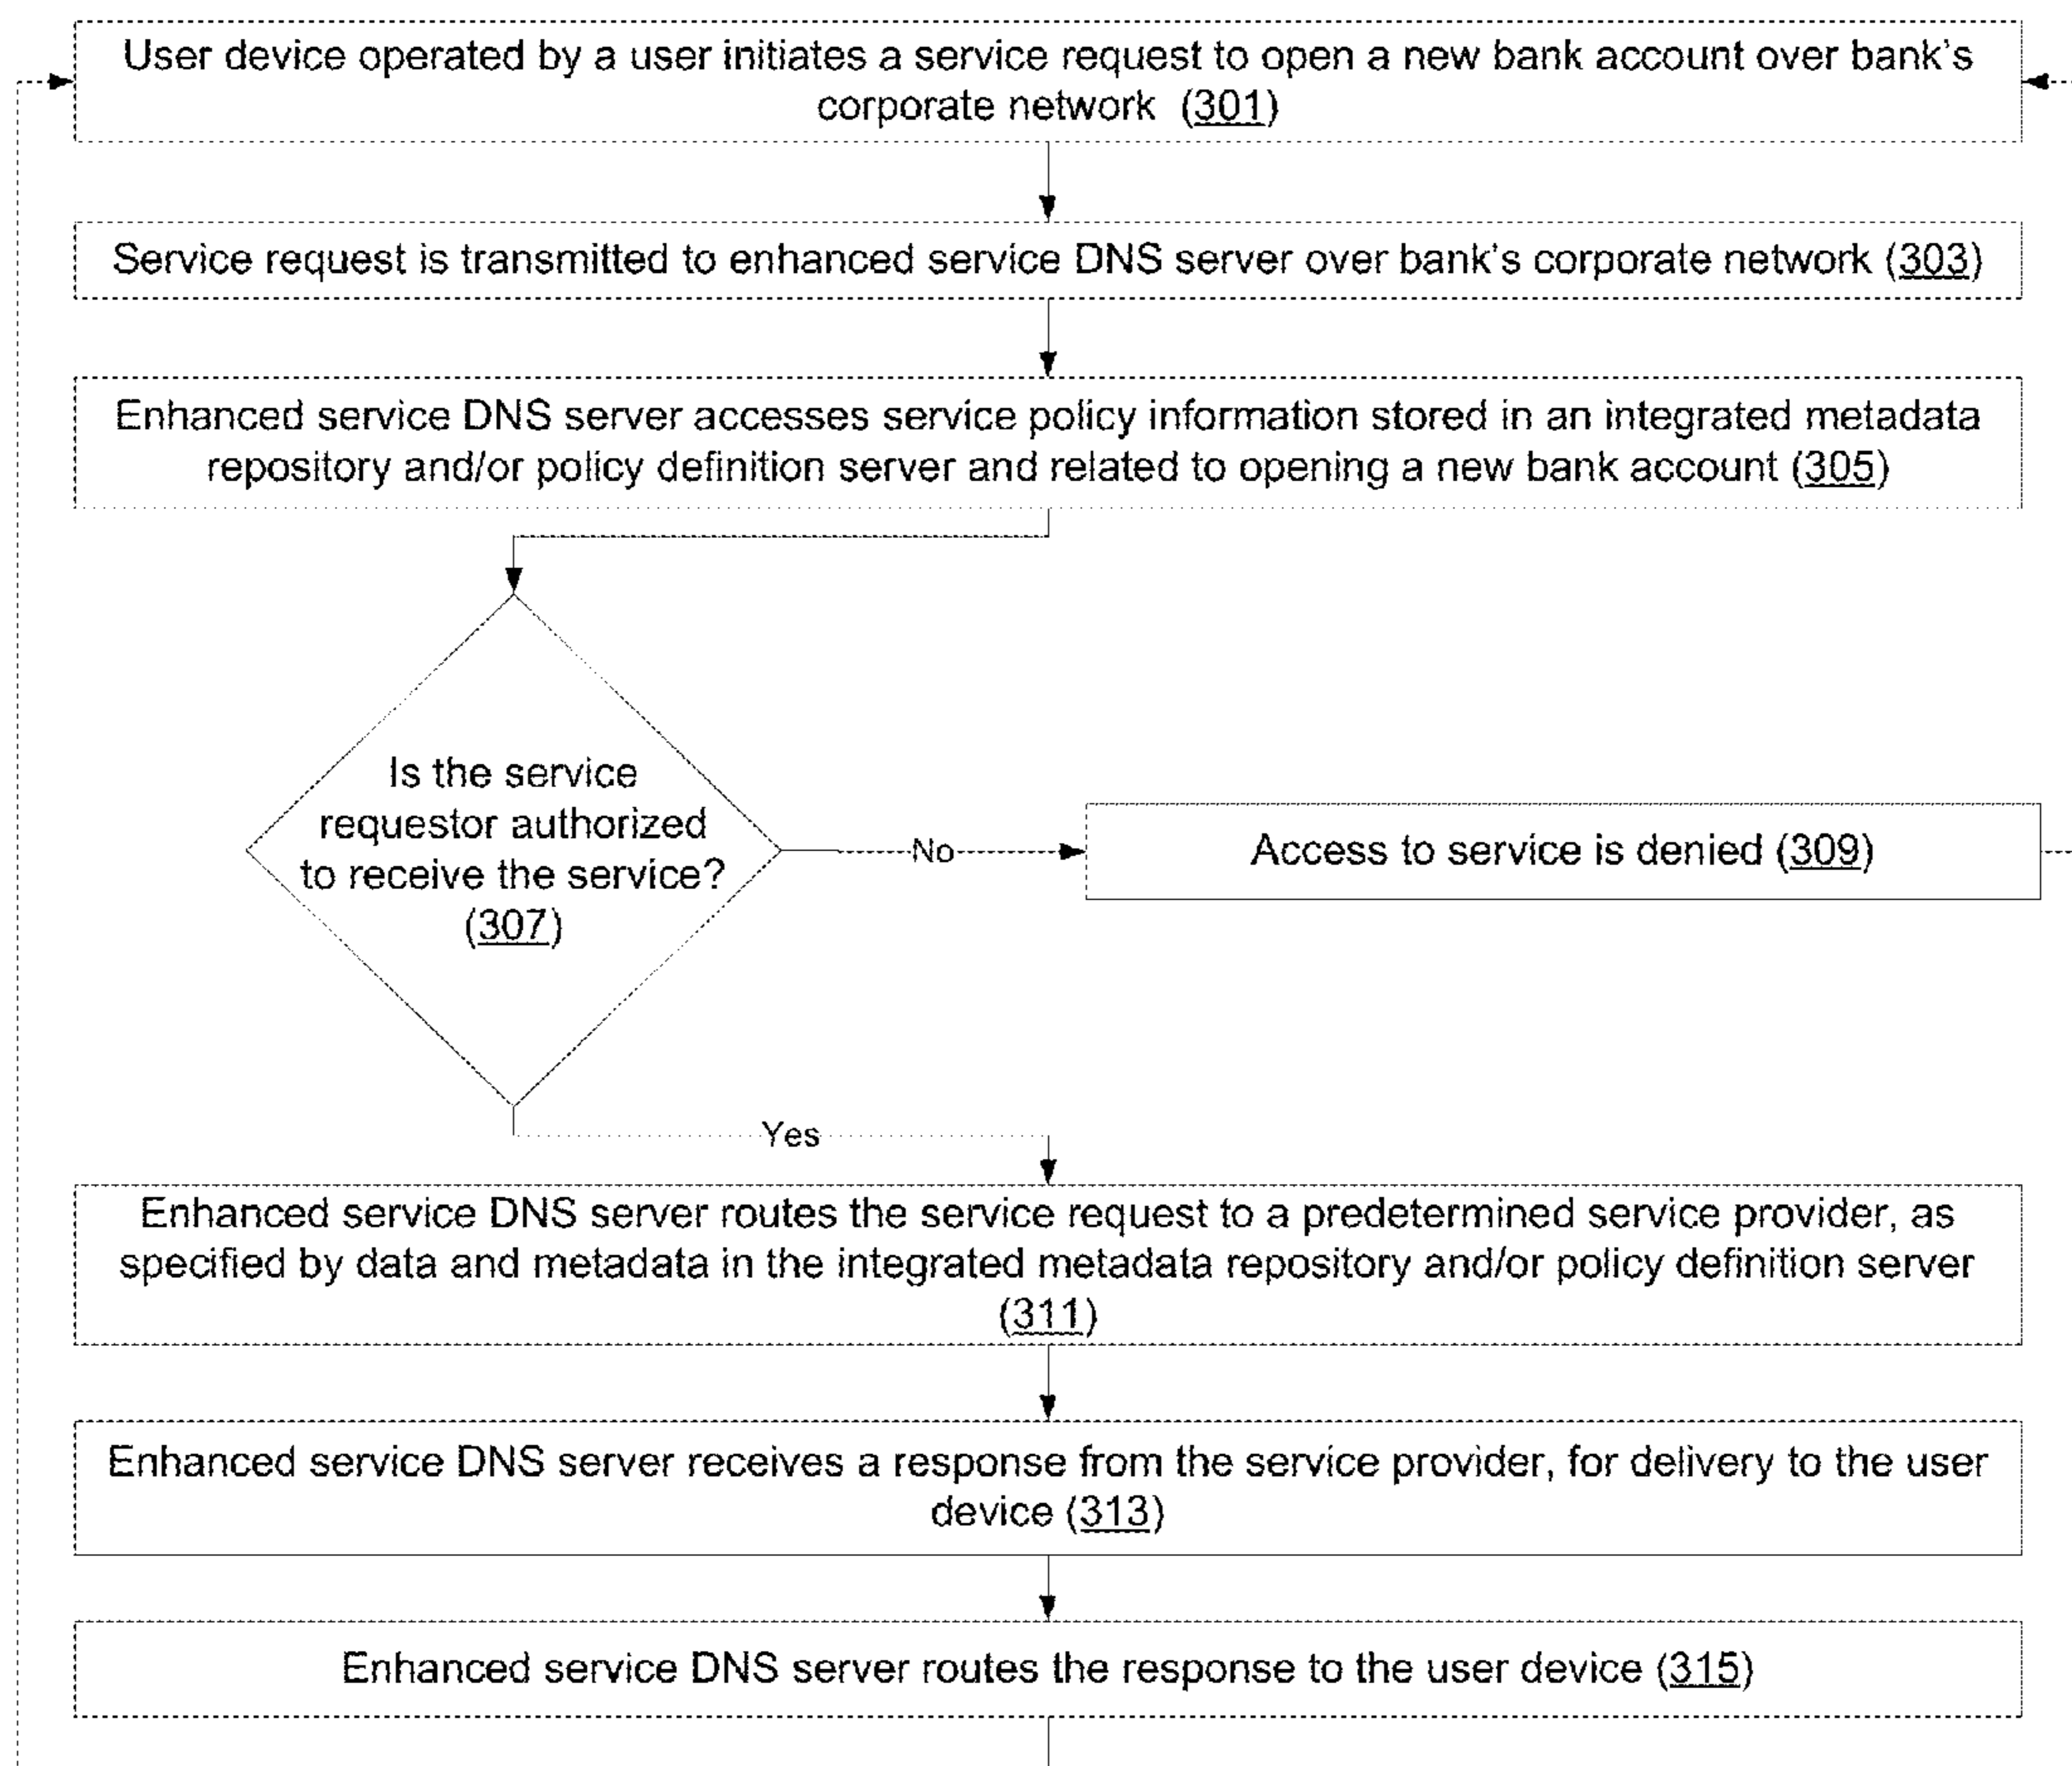 User device operated by a user initiates a service request to open a new bank account over bank's
corporate network (301)
Service request is transmitted to enhanced service DNS server over bank's corporate network (303)
Enhanced service DNS server accesses service policy information stored in an integrated metadata
repository and/or policy definition server and related to opening a new bank account (305)
Is the service
requestor authorized
to receive the service?
(307)
No
Access to service is denied (309)
Yes
Enhanced service DNS server routes the service request to a predetermined service provider, as
specified by data and metadata in the integrated metadata repository and/or policy definition server
(311)
Enhanced service DNS server receives a response from the service provider, for delivery to the user
device (313)
Enhanced service DNS server routes the response to the user device (315)